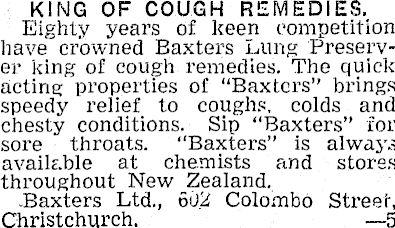 KING OF COUGH REMEDIES.
Eighty years of keen competition
have crowned Baxters Lung Preserv-
er king of cough remedies. The quick
acting properties of "Baxters" brings
speedy relief to coughs, colds and
chesty conditions. Sip "Baxters" for
sore throats. "Baxters" is always
available at chemists and stores
throughout New Zealand.
Baxters Ltd., 602 Colombo Street,
Christchurch. —5